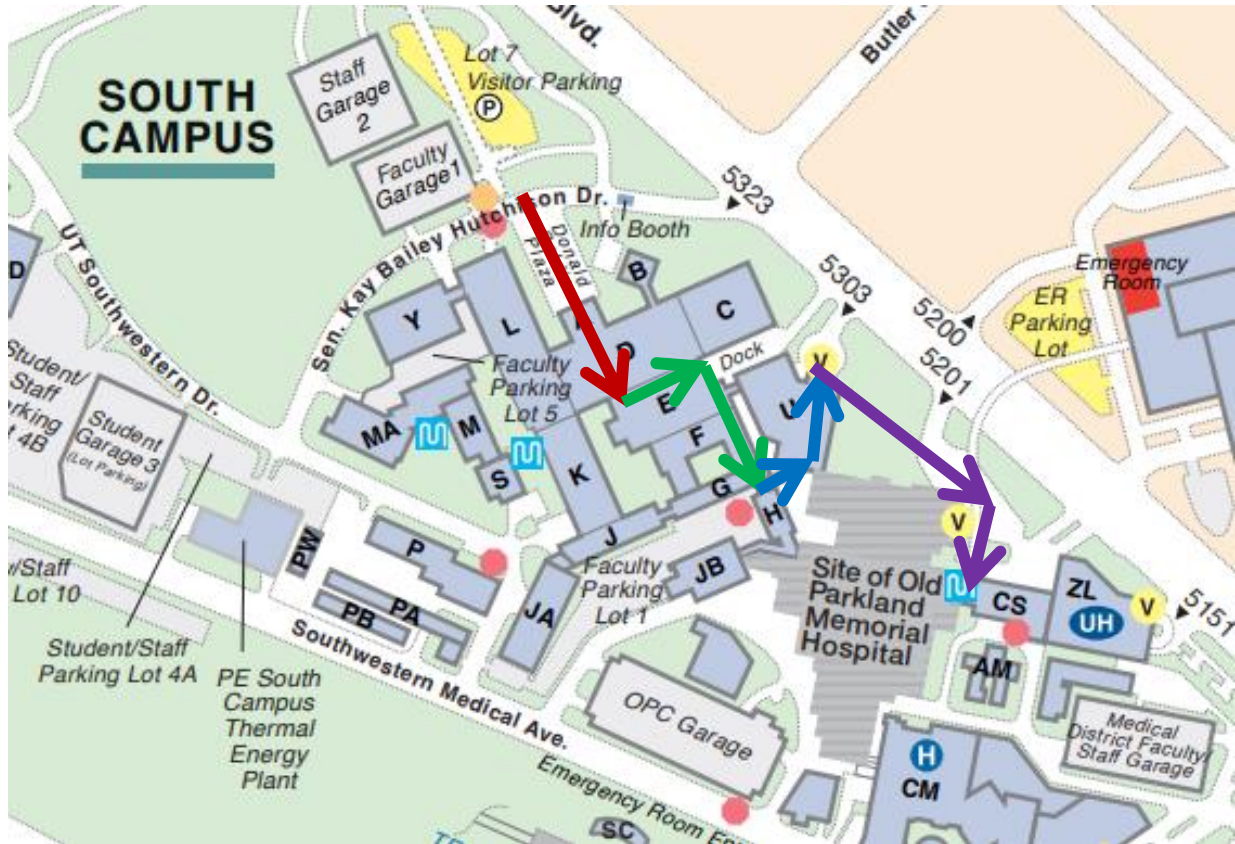 Blvd.
Butler
Lot 7
Visitor Parking
P
Staff
Garage
2
SOUTH
CAMPUS
Faculty
Garage1
5323
Sen. Kay Bailey Hutchison Dr.
Info Booth
Donald
Plaza
UT Southwestern Dr.
D
B
5303
Emergency
Room
Y
L
C
5200
ER
Parking
Lot
D
Dock
V
5201
Faculty
Parking
Lot 5
Student/
Staff
rking
4B
Student
Garage 3
(Lot Parking)
MA
M
E
U
F
S
K
G
H
V
J
PW
P
JB
Faculty
Parking
Lot 1
Site of Old
Parkland
Memorial
Hospital
CS
ZL
UH
V
5151
w/Staff
Lot 10
PB
PA
JA
AM
Student/Staff
Parking Lot 4A
PE South
Campus
Thermal
Energy
Plant
Southwestern Medical Ave.
OPC Garage
Medical
District Faculty/
Staff Garage
H
CM
Emergency Room
SC